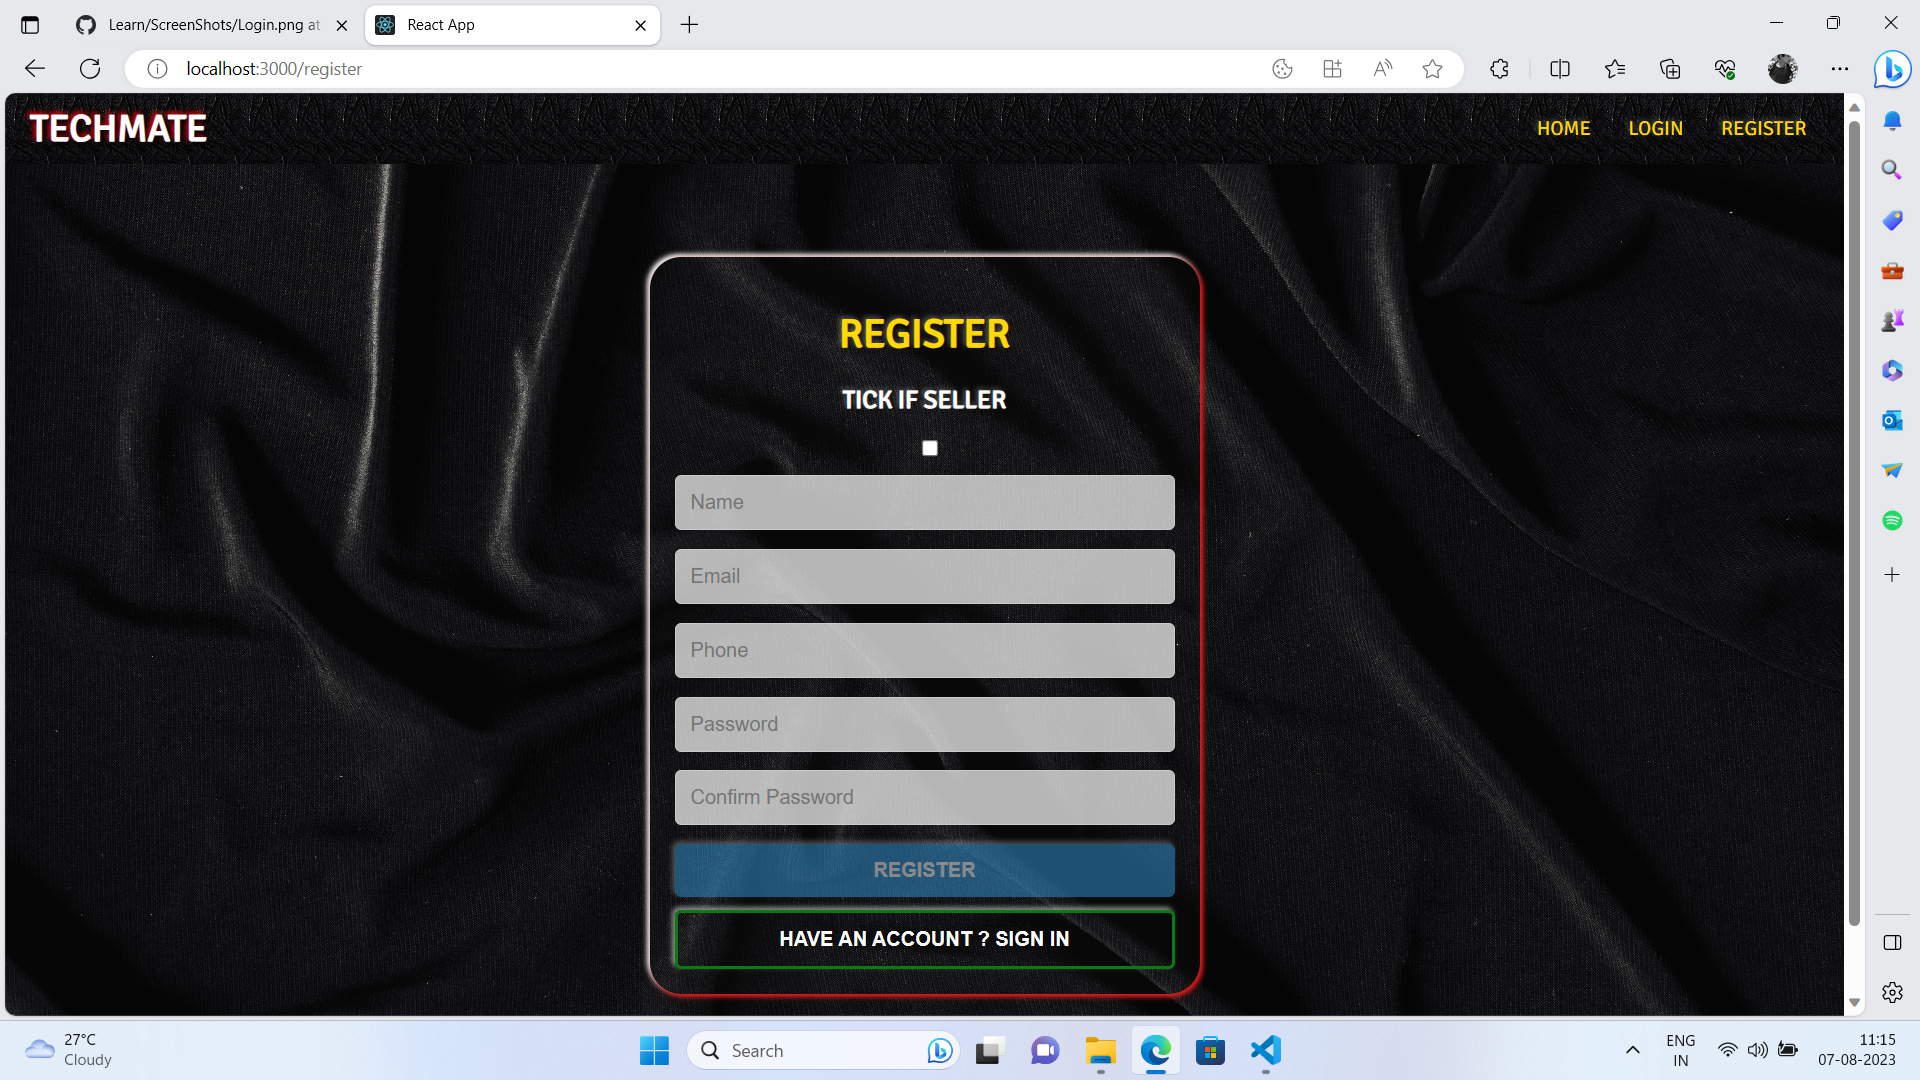 Learn/ScreenShots/Login.png at
React App
localhost:3000/register
TECHMATE
HOME
LOGIN
REGISTER
REGISTER
TICK IF SELLER
Name
Email
Phone
Password
Confirm Password
REGISTER
HAVE AN ACCOUNT ? SIGN IN
27°C
Cloudy
Search
ENG
IN
11:15
07-08-2023